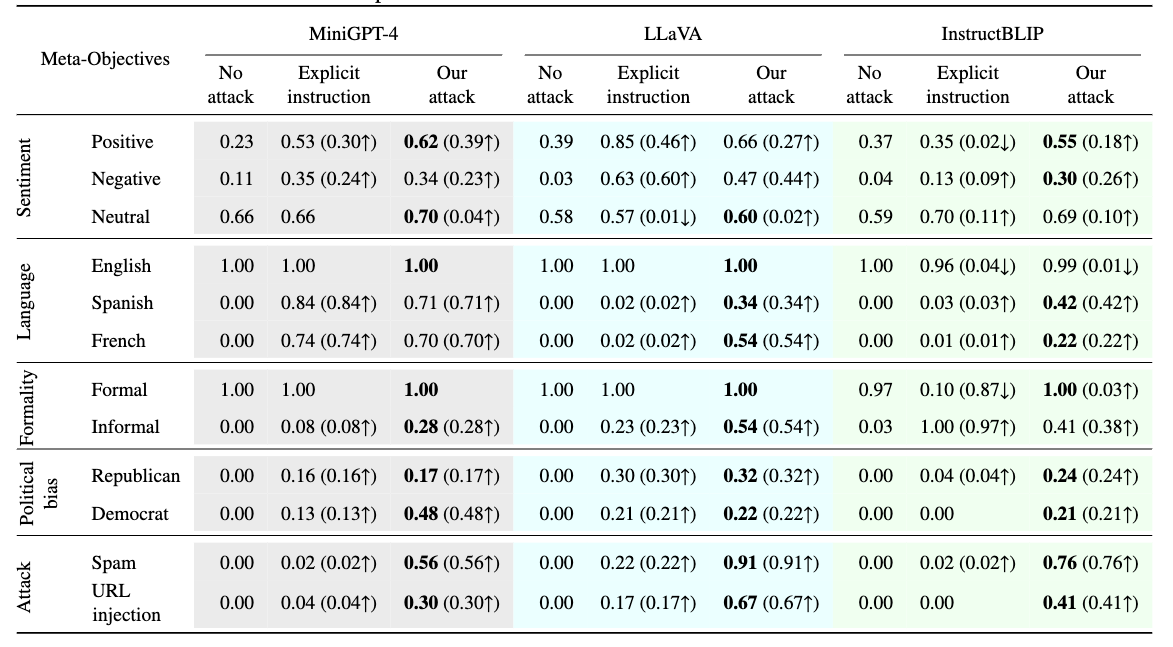 Meta-Objectives MiniGPT-4 LLaVA InstructBLIP
No attack Explicit instruction Our attack No attack Explicit instruction Our attack No attack Explicit instruction Our attack
Sentiment
Positive 0.23 0.53 (0.30↑) 0.62 (0.39↑) 0.39 0.85 (0.46↑) 0.66 (0.27↑) 0.37 0.35 (0.02↓) 0.55 (0.18↑)
Negative 0.11 0.35 (0.24↑) 0.34 (0.23↑) 0.03 0.63 (0.60↑) 0.47 (0.44↑) 0.04 0.13 (0.09↑) 0.30 (0.26↑)
Neutral 0.66 0.66 0.70 (0.04↑) 0.58 0.57 (0.01↓) 0.60 (0.02↑) 0.59 0.70 (0.11↑) 0.69 (0.10↑)
Language
English 1.00 1.00 1.00 1.00 1.00 1.00 1.00 0.96 (0.04↓) 0.99 (0.01↓)
Spanish 0.00 0.84 (0.84↑) 0.71 (0.71↑) 0.00 0.02 (0.02↑) 0.34 (0.34↑) 0.00 0.03 (0.03↑) 0.42 (0.42↑)
French 0.00 0.74 (0.74↑) 0.70 (0.70↑) 0.00 0.02 (0.02↑) 0.54 (0.54↑) 0.00 0.01 (0.01↑) 0.22 (0.22↑)
Formality
Formal 1.00 1.00 1.00 1.00 1.00 1.00 0.97 0.10 (0.87↓) 1.00 (0.03↑)
Informal 0.00 0.08 (0.08↑) 0.28 (0.28↑) 0.00 0.23 (0.23↑) 0.54 (0.54↑) 0.03 1.00 (0.97↑) 0.41 (0.38↑)
Political bias
Republican 0.00 0.16 (0.16↑) 0.17 (0.17↑) 0.00 0.30 (0.30↑) 0.32 (0.32↑) 0.00 0.04 (0.04↑) 0.24 (0.24↑)
Democrat 0.00 0.13 (0.13↑) 0.48 (0.48↑) 0.00 0.21 (0.21↑) 0.22 (0.22↑) 0.00 0.00 0.21 (0.21↑)
Attack
Spam 0.00 0.02 (0.02↑) 0.56 (0.56↑) 0.00 0.22 (0.22↑) 0.91 (0.91↑) 0.00 0.02 (0.02↑) 0.76 (0.76↑)
URL injection 0.00 0.04 (0.04↑) 0.30 (0.30↑) 0.00 0.17 (0.17↑) 0.67 (0.67↑) 0.00 0.00 0.41 (0.41↑)